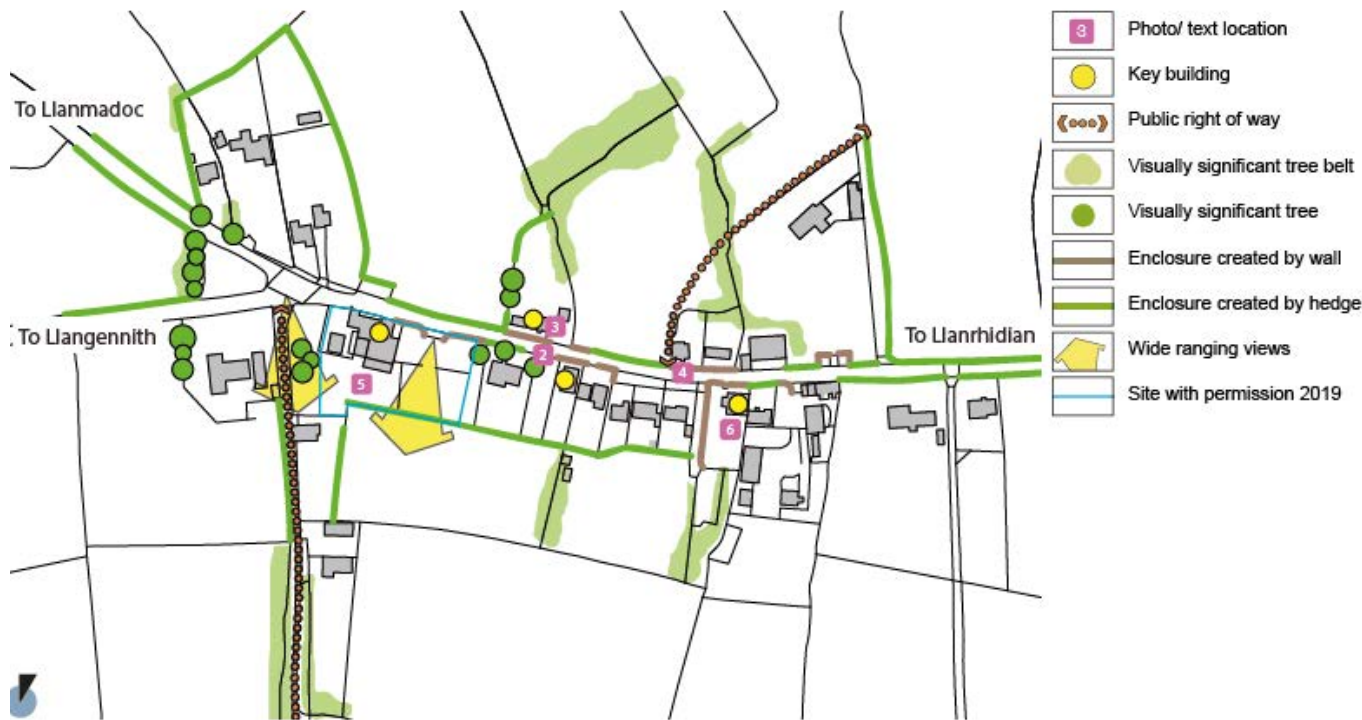 To Llanmadoc
To Llangennith
To Llanrhidian
3
2
4
5
6
3 Photo/ text location
Key building
Public right of way
Visually significant tree belt
Visually significant tree
Enclosure created by wall
Enclosure created by hedge
Wide ranging views
Site with permission 2019